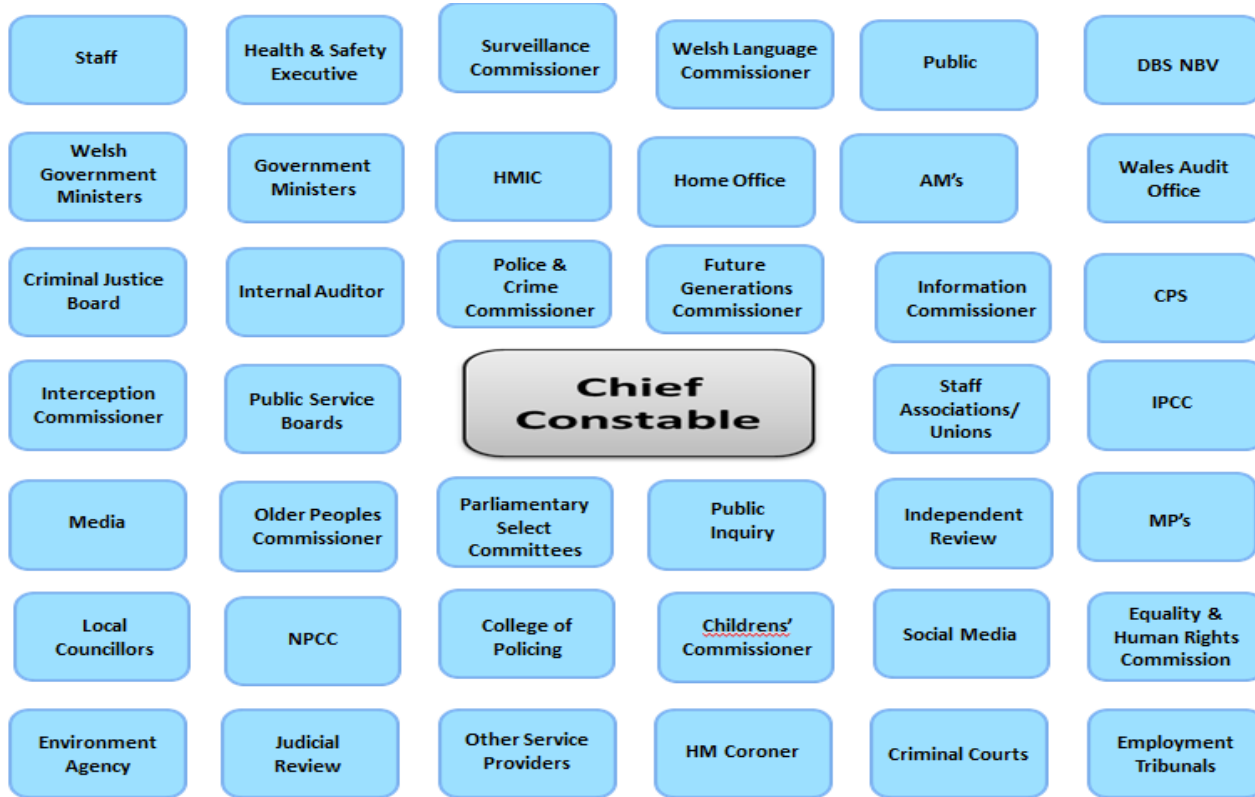 Staff
Health & Safety
Executive
Surveillance
Commissioner
Welsh Language
Commissioner
Public
DBS NBV
Welsh
Government
Ministers
Government
Ministers
HMIC
Home Office
AM's
Wales Audit
Office
Criminal Justice
Board
Internal Auditor
Police &
Crime
Commissioner
Future
Generations
Commissioner
Information
Commissioner
CPS
Interception
Commissioner
Public Service
Boards
Chief
Constable
Staff
Associations/
Unions
IPCC
Media
Older Peoples
Commissioner
Parliamentary
Select
Committees
Public
Inquiry
Independent
Review
MP's
Local
Councillors
NPCC
College of
Policing
Childrens'
Commissioner
Social Media
Equality &
Human Rights
Commission
Environment
Agency
Judicial
Review
Other Service
Providers
HM Coroner
Criminal Courts
Employment
Tribunals